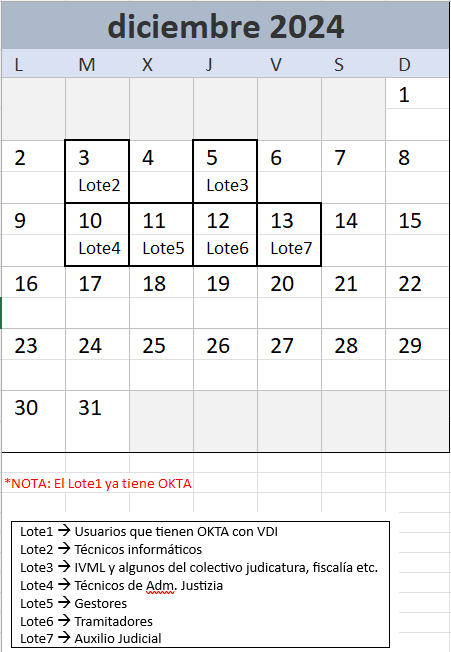 diciembre 2024
L M X J V S D
1
2 3 4 5 6 7 8
Lote2 Lote3
9 10 11 12 13 14 15
Lote4 Lote5 Lote6 Lote7
16 17 18 19 20 21 22
23 24 25 26 27 28 29
30 31
*NOTA: El Lote1 ya tiene OKTA
Lote1 → Usuarios que tienen OKTA con VDI
Lote2 → Técnicos informáticos
Lote3 → IVML y algunos del colectivo judicatura, fiscalía etc.
Lote4 → Técnicos de Adm. Justizia
Lote5 → Gestores
Lote6 → Tramitadores
Lote7 → Auxilio Judicial